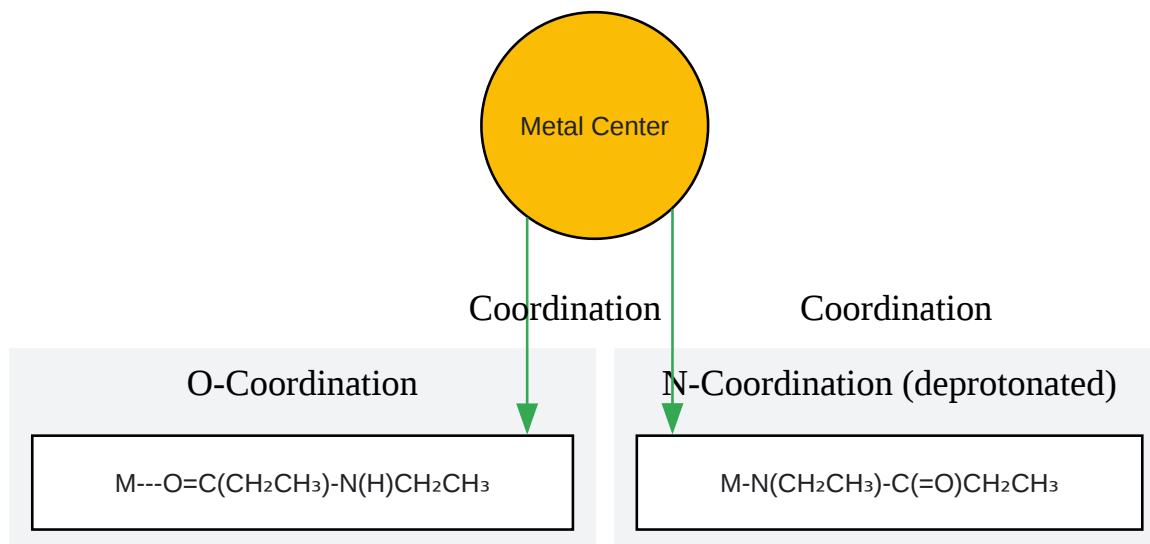 Metal Center
Coordination
Coordination
O-Coordination
N-Coordination (deprotonated)
M---O=C(CH₂CH₃)-N(H)CH₂CH₃
M-N(CH₂CH₃)-C(=O)CH₂CH₃